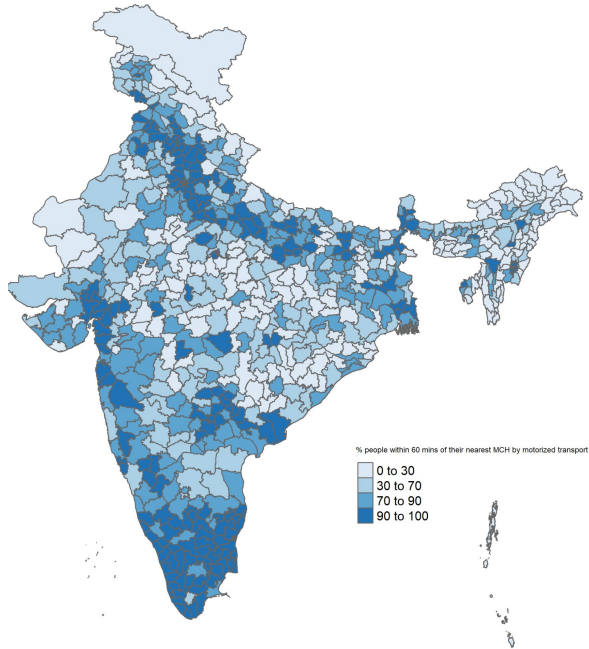 % people within 60 mins of their nearest MCH by motorized transport
0 to 30
30 to 70
70 to 90
90 to 100